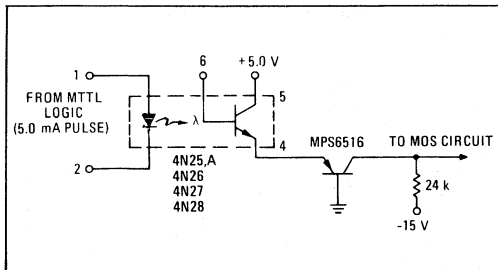 6
+5.0 V
1
FROM MTTL
LOGIC
(5.0 mA PULSE)
λ
5
4
MPS6516
TO MOS CIRCUIT
2
4N25,A
4N26
4N27
4N28
24 k
-15 V